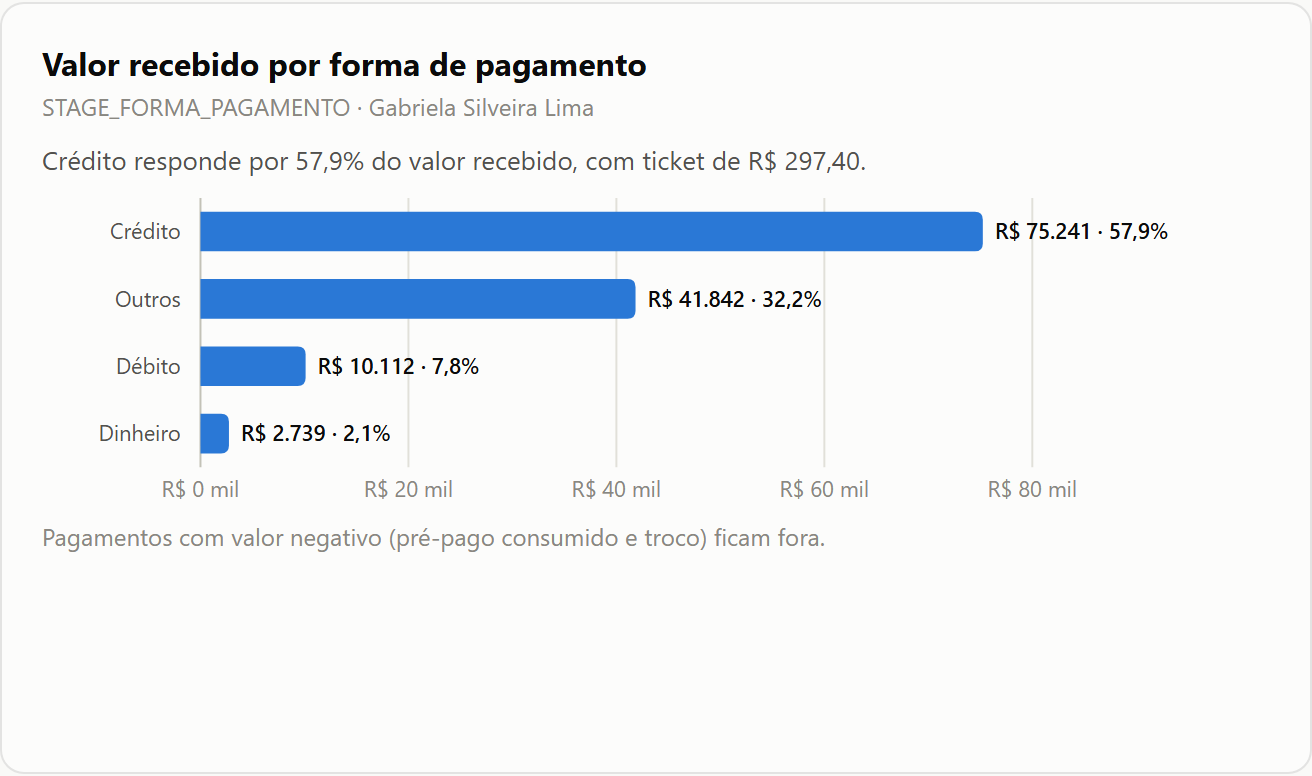 Valor recebido por forma de pagamento
STAGE_FORMA_PAGAMENTO · Gabriela Silveira Lima
Crédito responde por 57,9% do valor recebido, com ticket de R$ 297,40.
Crédito R$ 75.241 · 57,9%
Outros R$ 41.842 · 32,2%
Débito R$ 10.112 · 7,8%
Dinheiro R$ 2.739 · 2,1%
R$ 0 mil R$ 20 mil R$ 40 mil R$ 60 mil R$ 80 mil
Pagamentos com valor negativo (pré-pago consumido e troco) ficam fora.